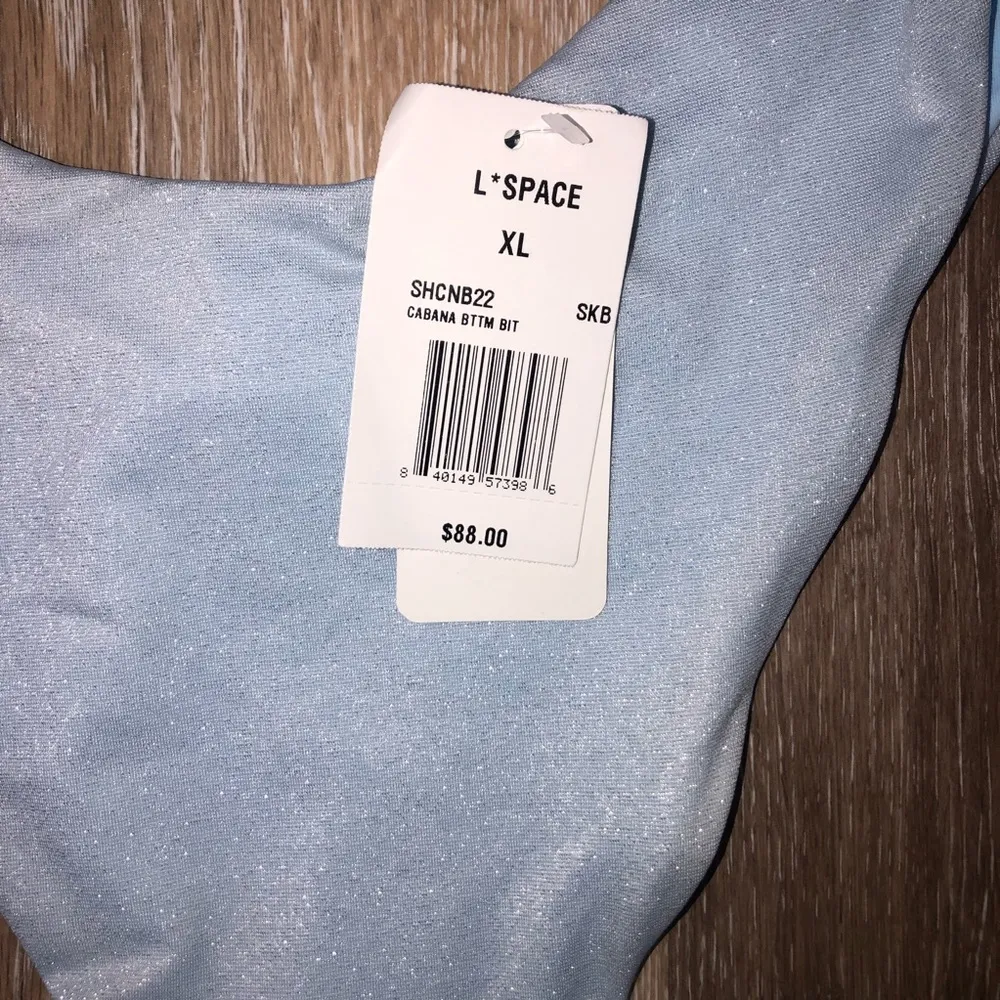 L*SPACE
XL
SHCNB22 SKB
CABANA BTTM BIT
8 40149 57398 6
$88.00